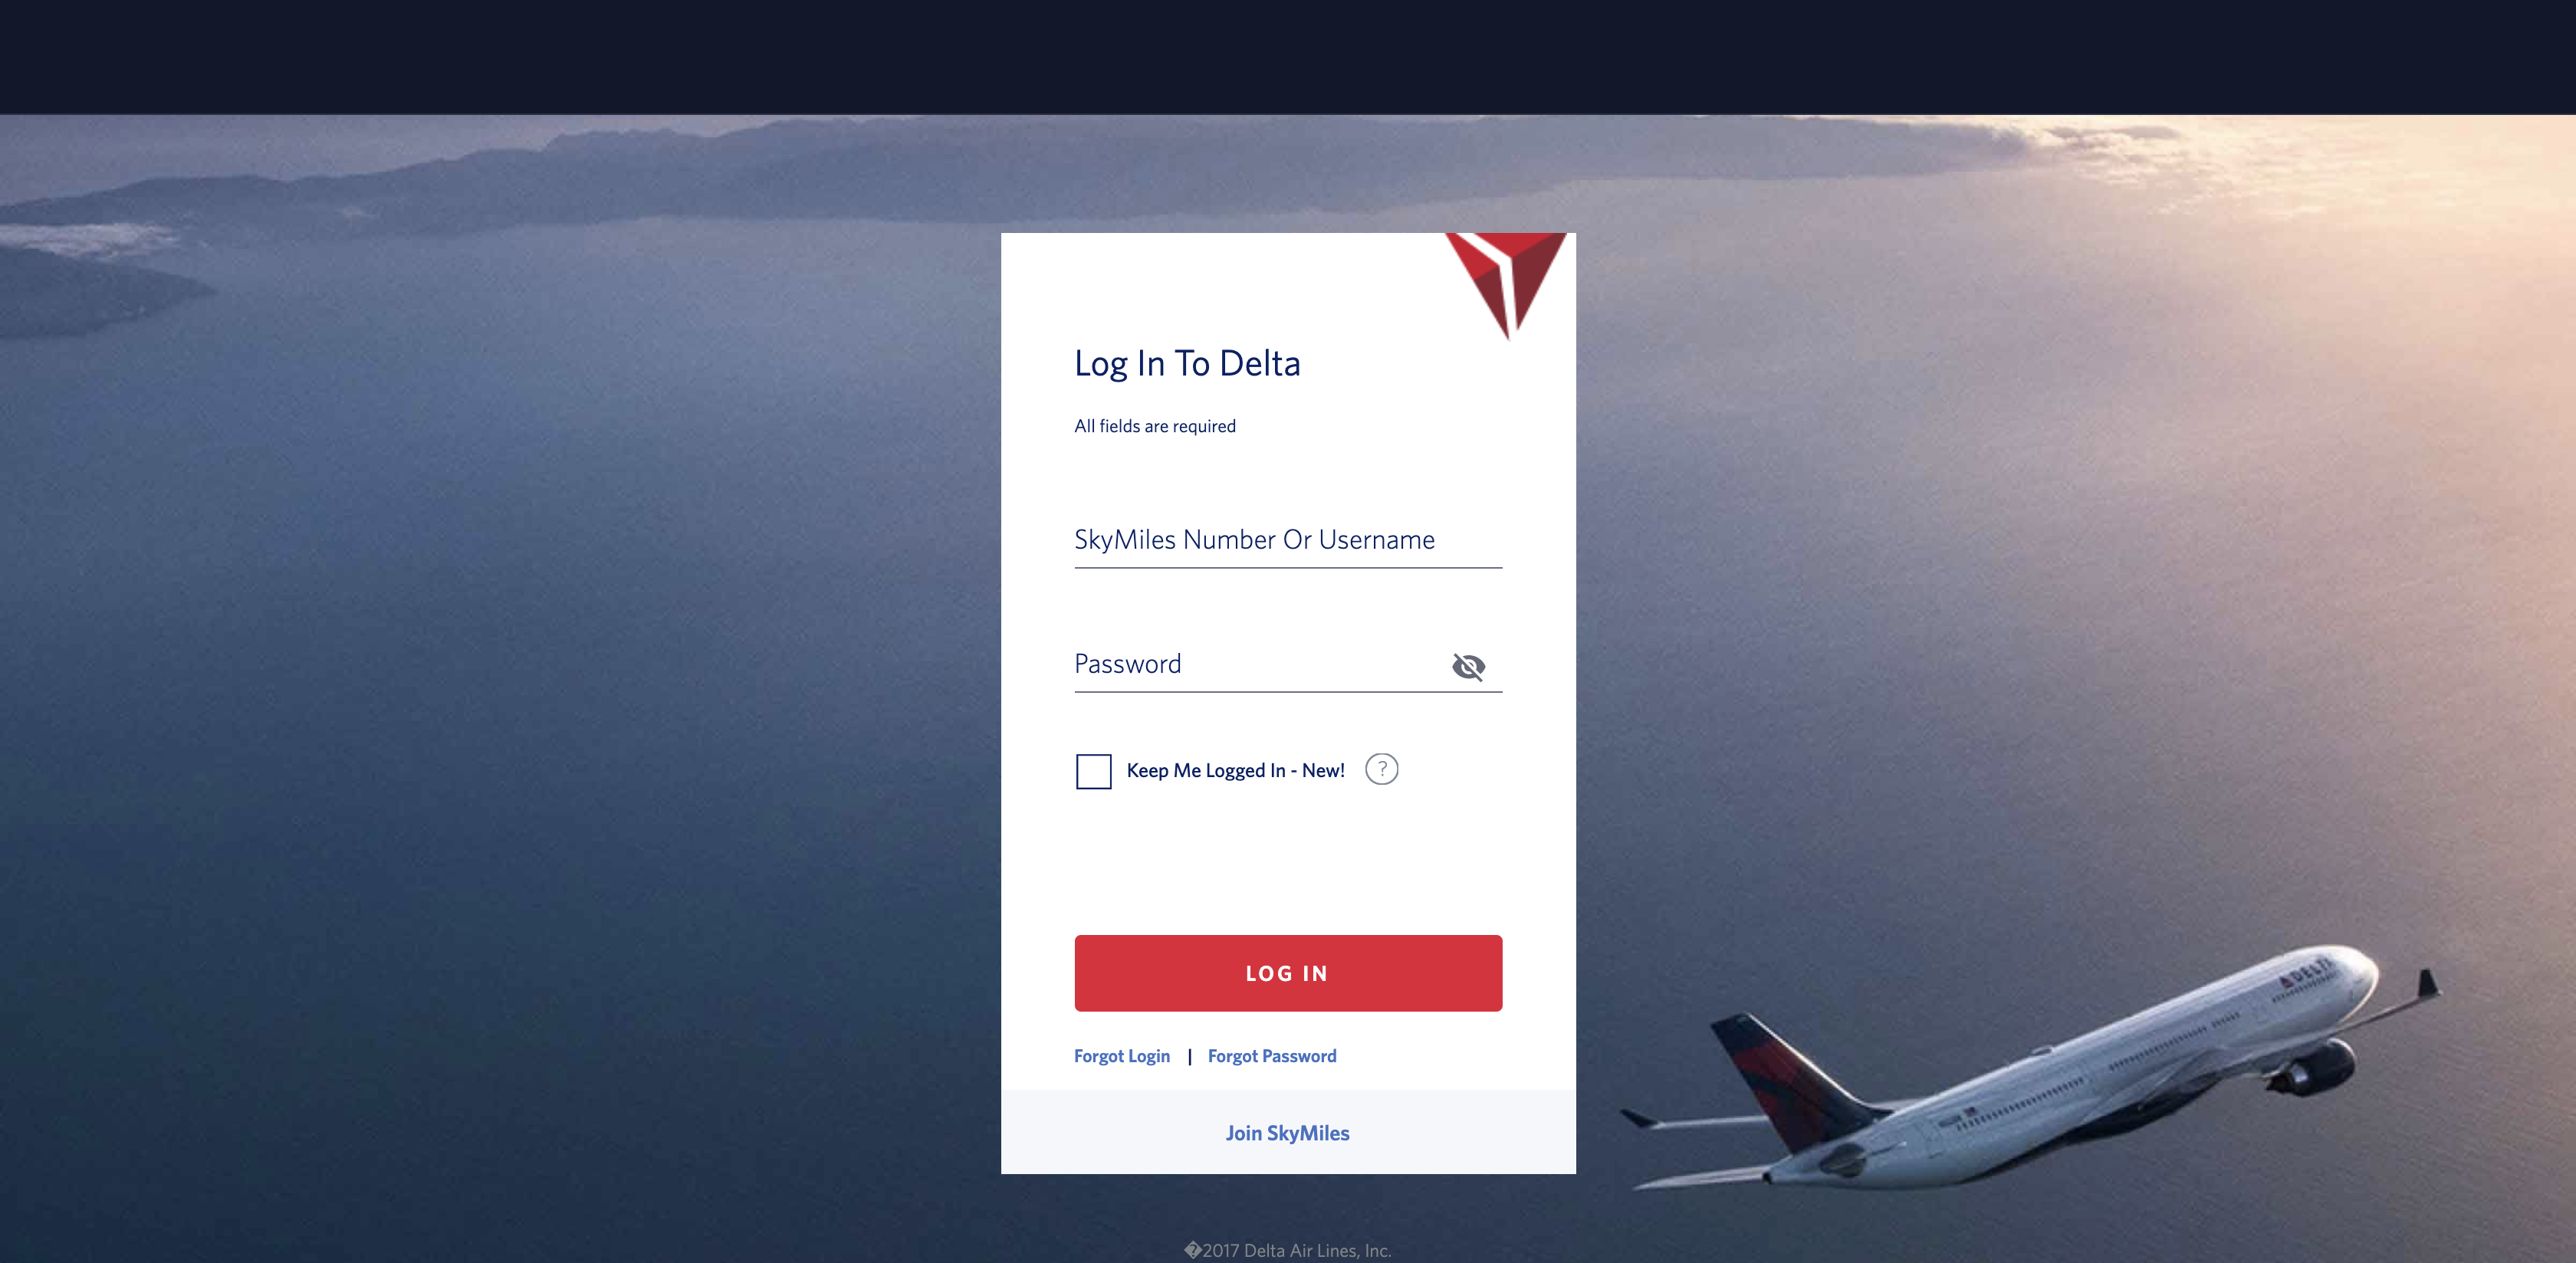 Log In To Delta
All fields are required
SkyMiles Number Or Username
Password
Keep Me Logged In - New! ?
LOG IN
Forgot Login | Forgot Password
DELTA
Join SkyMiles
�2017 Delta Air Lines, Inc.